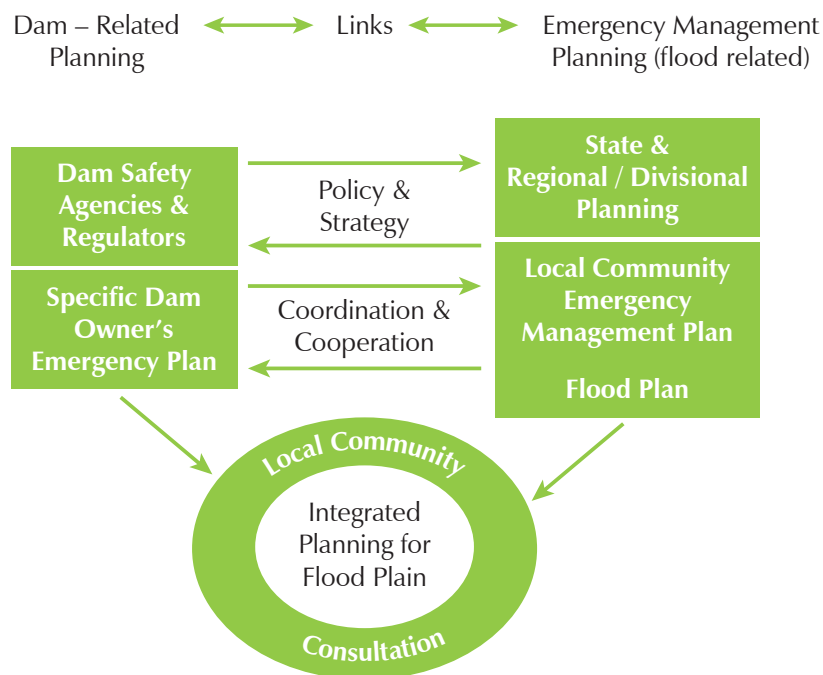 Dam – Related
Planning
Links
Emergency Management
Planning (flood related)
Dam Safety
Agencies &
Regulators
Policy &
Strategy
State &
Regional / Divisional
Planning
Specific Dam
Owner's
Emergency Plan
Coordination &
Cooperation
Local Community
Emergency
Management Plan
Flood Plan
Local Community
Integrated
Planning for
Flood Plain
Consultation